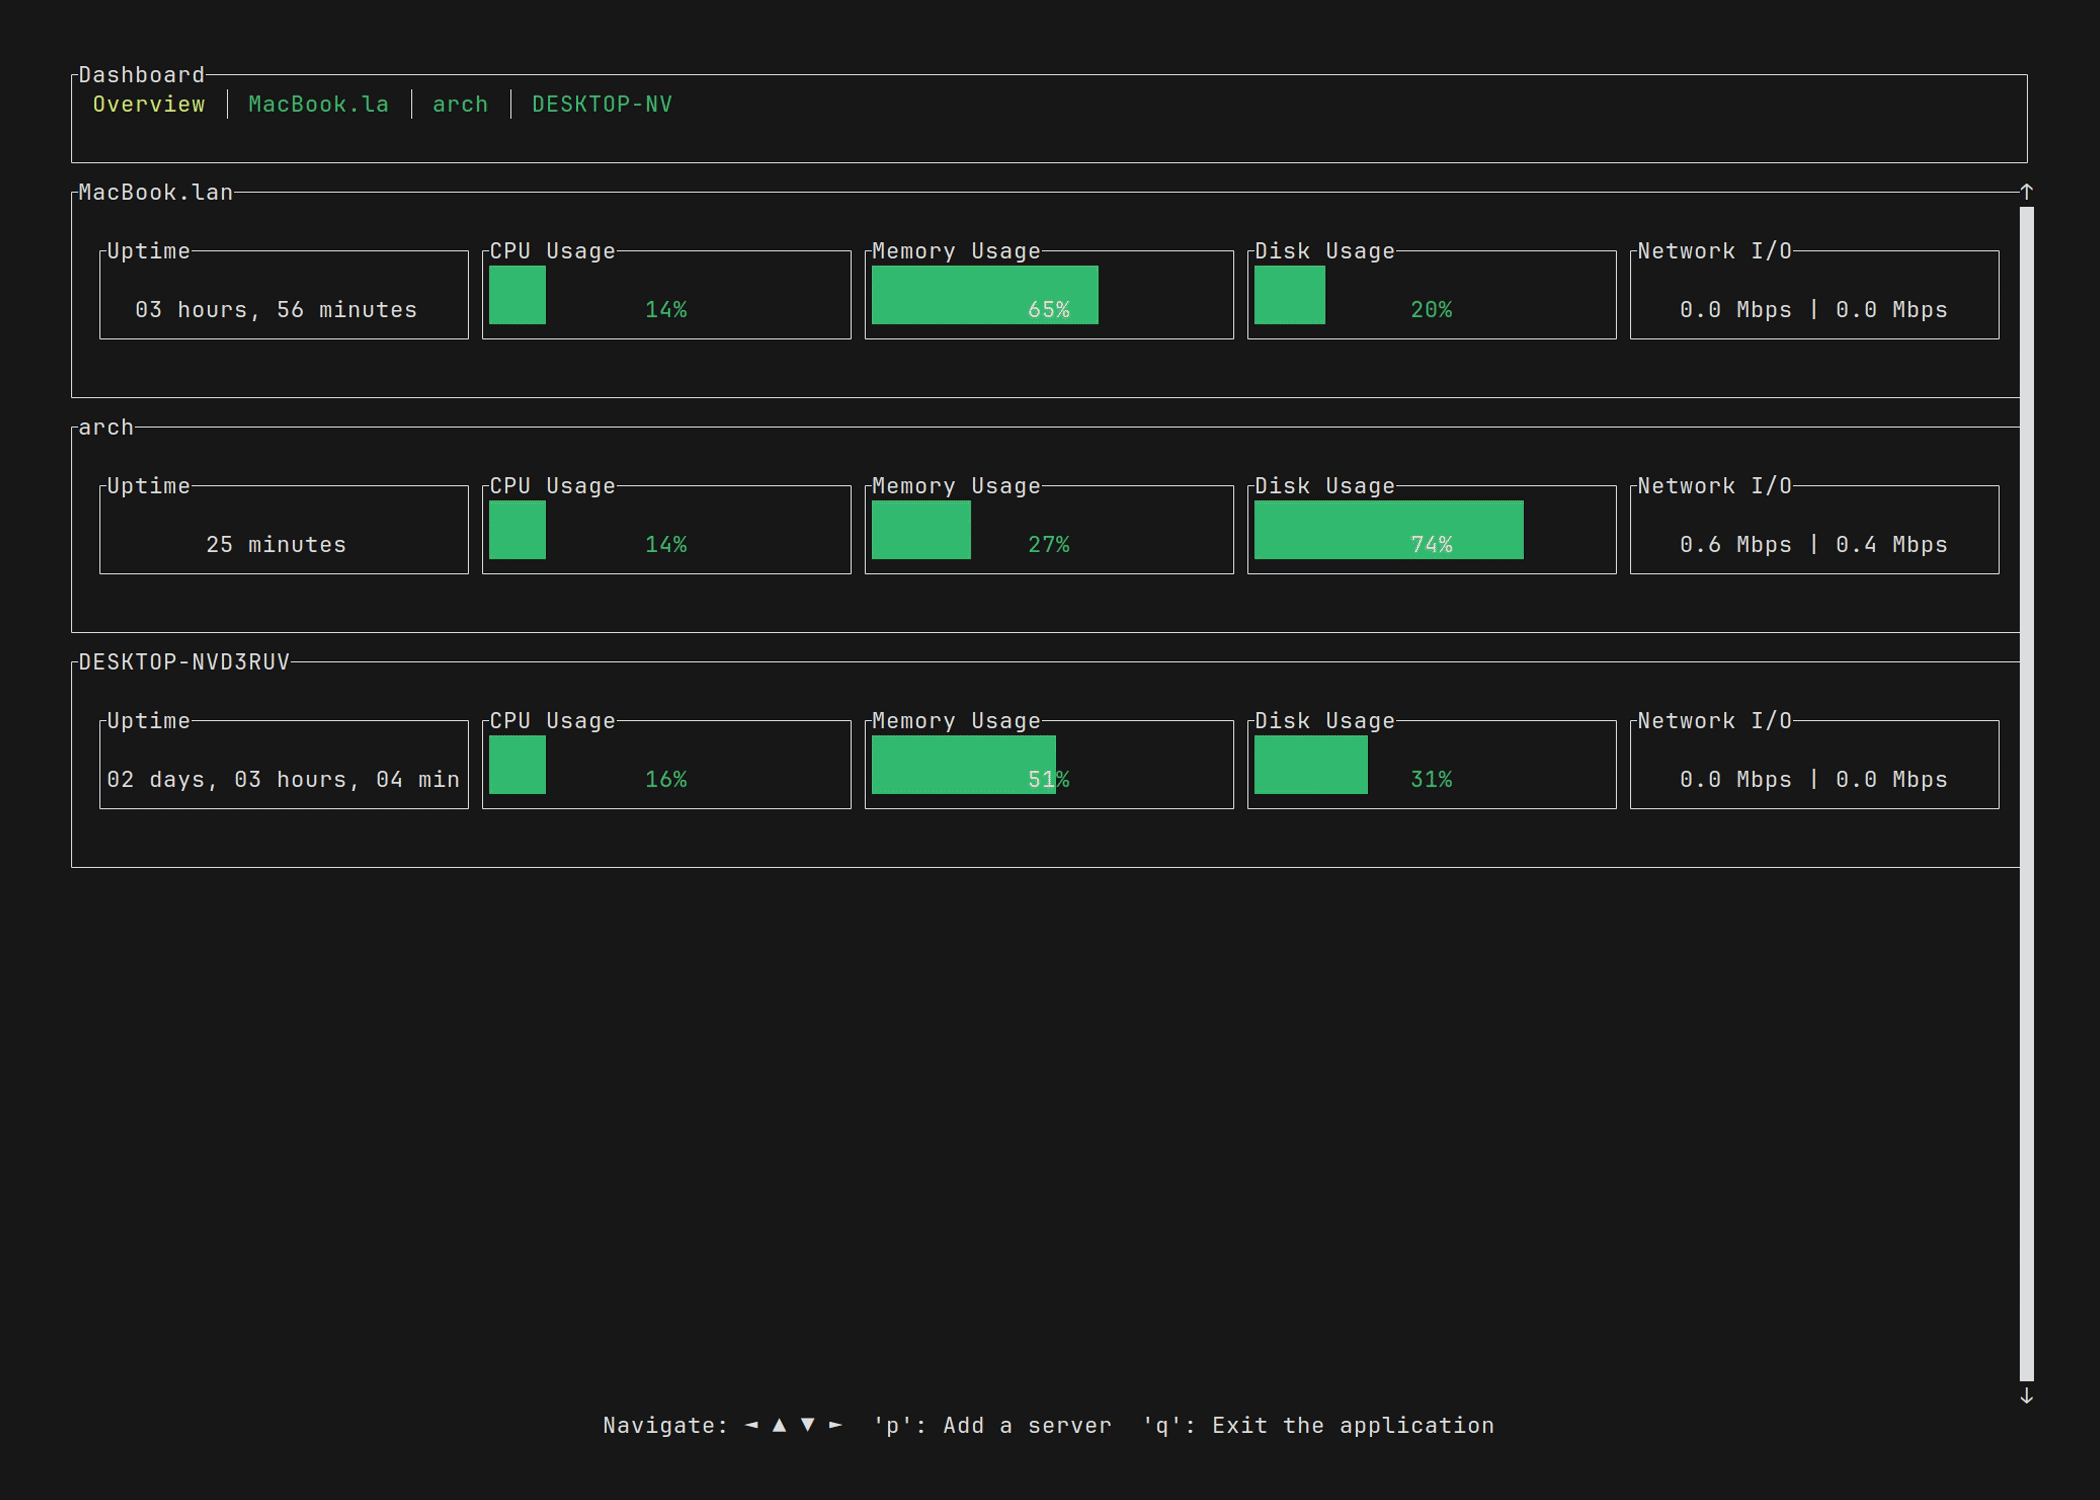 Dashboard
Overview │ MacBook.la │ arch │ DESKTOP-NV
MacBook.lan
Uptime CPU Usage Memory Usage Disk Usage Network I/O
03 hours, 56 minutes 14% 65% 20% 0.0 Mbps | 0.0 Mbps
arch
Uptime CPU Usage Memory Usage Disk Usage Network I/O
25 minutes 14% 27% 74% 0.6 Mbps | 0.4 Mbps
DESKTOP-NVD3RUV
Uptime CPU Usage Memory Usage Disk Usage Network I/O
02 days, 03 hours, 04 min 16% 51% 31% 0.0 Mbps | 0.0 Mbps
Navigate: ◄ ▲ ▼ ► 'p': Add a server 'q': Exit the application